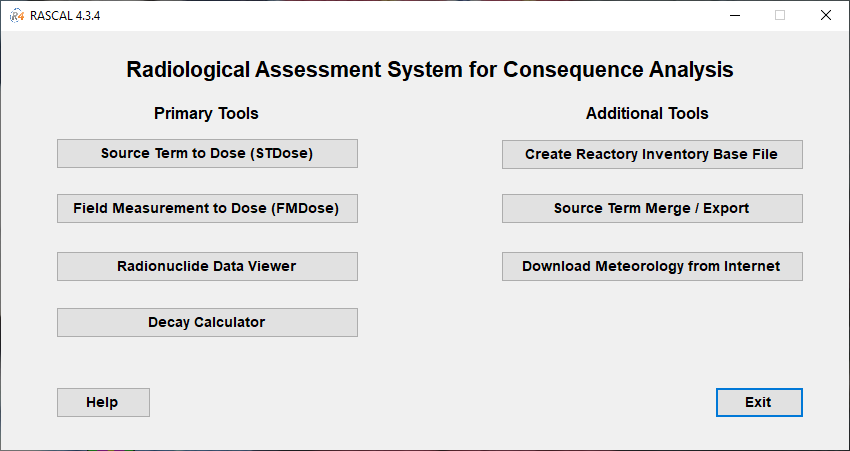 R4 RASCAL 4.3.4
Radiological Assessment System for Consequence Analysis
Primary Tools
Source Term to Dose (STDose)
Field Measurement to Dose (FMDose)
Radionuclide Data Viewer
Decay Calculator
Help
Additional Tools
Create Reactory Inventory Base File
Source Term Merge / Export
Download Meteorology from Internet
Exit